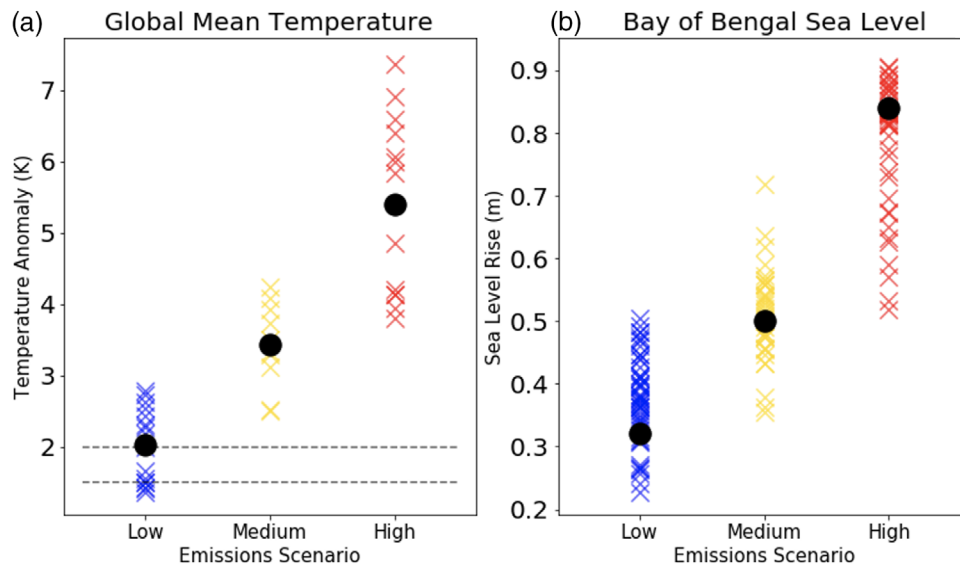 (a) Global Mean Temperature
Temperature Anomaly (K)
7
6
5
4
3
2
Low Medium High
Emissions Scenario
(b) Bay of Bengal Sea Level
Sea Level Rise (m)
0.9
0.8
0.7
0.6
0.5
0.4
0.3
0.2
Low Medium High
Emissions Scenario